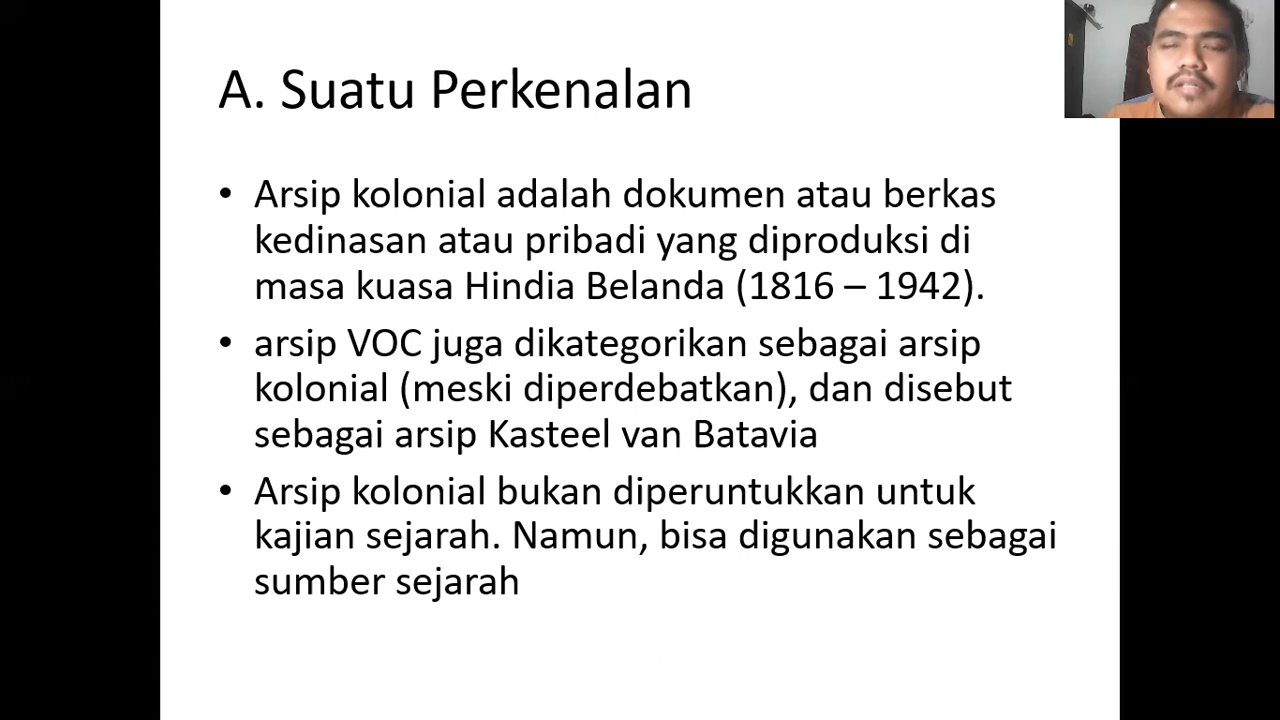 A. Suatu Perkenalan
• Arsip kolonial adalah dokumen atau berkas
kedinasan atau pribadi yang diproduksi di
masa kuasa Hindia Belanda (1816 – 1942).
• arsip VOC juga dikategorikan sebagai arsip
kolonial (meski diperdebatkan), dan disebut
sebagai arsip Kasteel van Batavia
• Arsip kolonial bukan diperuntukkan untuk
kajian sejarah. Namun, bisa digunakan sebagai
sumber sejarah